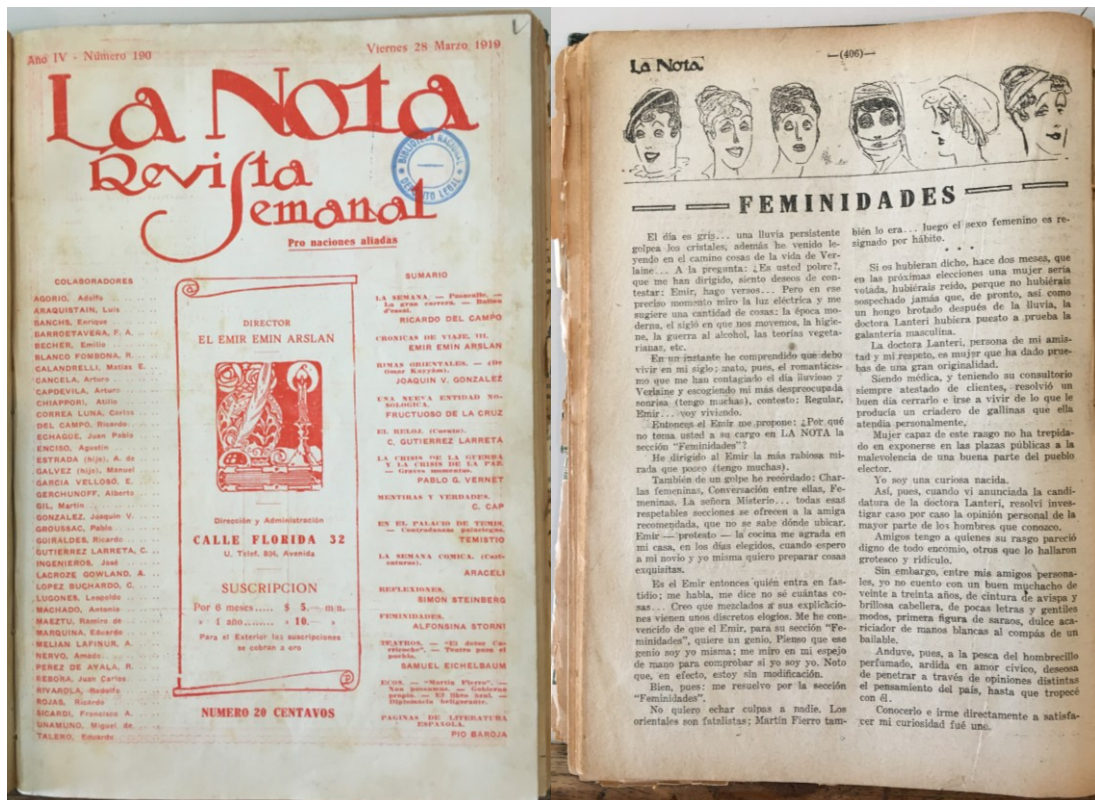 Año IV - Número 190
Viernes 28 Marzo 1919
La Nota
Revista
Semanal
BIBLIOTECA NACIONAL
DEPOSITO LEGAL
Pro naciones aliadas
COLABORADORES
AGORIO, Adolfo
ARAQUISTAIN, Luis
BANCHS, Enrique
BARROETAVEÑA, F. A.
BECHER, Emilio
BLANCO FOMBONA, R.
CALANDRELLI, Matías E.
CANCELA, Arturo
CAPDEVILA, Arturo
CHIAPPORI, Atilio
CORREA LUNA, Carlos
DEL CAMPO, Ricardo
ECHAGUE, Juan Pablo
ENCISO, Agustín
ESTRADA (hijo), A. de
GALVEZ (hijo), Manuel
GARCIA VELLOSO, E.
GERCHUNOFF, Alberto
GIL, Martín
GONZALEZ, Joaquín V.
GROUSSAC, Pablo
GUIRALDES, Ricardo
GUTIERREZ LARRETA, C.
INGENIEROS, José
LACROZE GOWLAND, A.
LOPEZ BUCHARDO, C.
LUGONES, Leopoldo
MACHADO, Antonio
MAEZTU, Ramiro de
MARQUINA, Eduardo
MELIAN LAFINUR, A.
NERVO, Amado
PEREZ DE AYALA, R.
REBORA, Juan Carlos
RIVAROLA, Rodolfo
ROJAS, Ricardo
SICARDI, Francisco A.
UNAMUNO, Miguel de
TALERO, Eduardo
DIRECTOR
EL EMIR EMIN ARSLAN
Dirección y Administración
CALLE FLORIDA 32
U. Telef. 804, Avenida
SUSCRIPCION
Por 6 meses..... $ 5.— m/n.
» 1 año....... » 10.— »
Para el Exterior las suscripciones
se cobran a oro
NUMERO 20 CENTAVOS
SUMARIO
LA SEMANA. —
La gran carrera. —
RICARDO DEL CAMPO
CRONICAS DE VIAJE, III.
EMIR EMIN ARSLAN
RIMAS ORIENTALES. — (De
Omar Kayyám).
JOAQUIN V. GONZALEZ
UNA NUEVA ENTIDAD NO-
SOLOGICA.
FRUCTUOSO DE LA CRUZ
EL RELOJ. (Cuento).
C. GUTIERREZ LARRETA
LA CRISIS DE LA GUERRA
Y LA CRISIS DE LA PAZ.
— Graves momentos.
PABLO G. VERNET
MENTIRAS Y VERDADES.
C. CAP
EN EL PALACIO DE TEMIS.
TEMISTIO
LA SEMANA COMICA. (Cari-
caturas).
ARACELI
REFLEXIONES.
SIMON STEINBERG
FEMINIDADES.
ALFONSINA STORNI
TEATROS. —
SAMUEL EICHELBAUM
ECOS. — "Martín Fierro". —
PAGINAS DE LITERATURA
ESPAÑOLA.
PIO BAROJA
La Nota
—(406)—
FEMINIDADES
El día es gris... una lluvia persistente
golpea los cristales, además he venido le-
yendo en el camino cosas de la vida de Ver-
laine... A la pregunta: ¿Es usted pobre?,
que me han dirigido, siento deseos de con-
testar: Emir, hago versos... Pero en ese
preciso momento miro la luz eléctrica y me
sugiere una cantidad de cosas: la época mo-
derna, el siglo en que nos movemos, la higie-
ne, la guerra al alcohol, las teorías vegeta-
rianas, etc.
En un instante he comprendido que debo
vivir en mi siglo; mato, pues, el romanticis-
mo que me han contagiado el día lluvioso y
Verlaine y escogiendo mi más despreocupada
sonrisa (tengo muchas), contesto: Regular,
Emir... voy viviendo.
Entonces el Emir me propone: ¿Por qué
no toma usted a su cargo en LA NOTA la
sección "Feminidades"?
He dirigido al Emir la más rabiosa mi-
rada que poseo (tengo muchas).
También de un golpe he recordado: Char-
las femeninas, Conversación entre ellas, Fe-
meninas. La señora Misterio... todas esas
respetables secciones se ofrecen a la amiga
recomendada, que no se sabe dónde ubicar.
Emir — protesto — la cocina me agrada en
mi casa, en los días elegidos, cuando espero
a mi novio y yo misma quiero preparar cosas
exquisitas.
Es el Emir entonces quién entra en fas-
tidio; me habla, me dice no sé cuántas co-
sas... Creo que mezclados a sus explicacio-
nes vienen unos discretos elogios. Me he con-
vencido de que el Emir, para su sección "Fe-
minidades", quiere un genio. Pienso que ese
genio soy yo misma; me miro en mi espejo
de mano para comprobar si yo soy yo. Noto
que, en efecto, estoy sin modificación.
Bien, pues: me resuelvo por la sección
"Feminidades".
No quiero echar culpas a nadie. Los
orientales son fatalistas; Martín Fierro tam-
bién lo era... luego el sexo femenino es re-
signado por hábito.
* * *
Si os hubieran dicho, hace dos meses, que
en las próximas elecciones una mujer sería
votada, hubiérais reído, porque no hubiérais
sospechado jamás que, de pronto, así como
un hongo brotado después de la lluvia, la
doctora Lanteri hubiera puesto a prueba la
galantería masculina.
La doctora Lanteri, persona de mi amis-
tad y mi respeto, es mujer que ha dado prue-
bas de una gran originalidad.
Siendo médica, y teniendo su consultorio
siempre atestado de clientes, resolvió un
buen día cerrarlo e irse a vivir de lo que le
producía un criadero de gallinas que ella
atendía personalmente.
Mujer capaz de este rasgo no ha trepida-
do en exponerse en las plazas públicas a la
malevolencia de una buena parte del pueblo
elector.
Yo soy una curiosa nacida.
Así, pues, cuando ví anunciada la candi-
datura de la doctora Lanteri, resolví inves-
tigar caso por caso la opinión personal de la
mayor parte de los hombres que conozco.
Amigos tengo a quienes su rasgo pareció
digno de todo encomio, otros que lo hallaron
grotesco y ridículo.
Sin embargo, entre mis amigos persona-
les, yo no cuento con un buen muchacho de
veinte a treinta años, de cintura de avispa y
brillosa cabellera, de pocas letras y gentiles
modos, primera figura de saraos, dulce aca-
riciador de manos blancas al compás de un
bailable.
Anduve, pues, a la pesca del hombrecillo
perfumado, ardida en amor cívico, deseosa
de penetrar a través de opiniones distintas
el pensamiento del país, hasta que tropecé
con él.
Conocerlo e irme directamente a satisfa-
cer mi curiosidad fué uno.